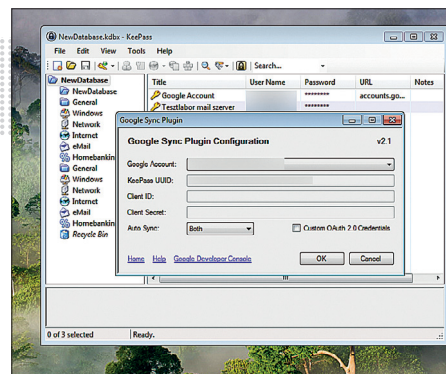 NewDatabase.kdbx - KeePass
File Edit View Tools Help
Search...
NewDatabase
NewDatabase
General
Windows
Network
Internet
eMail
Homebankin
General
Windows
Network
Internet
eMail
Homebankin
Recycle Bin
Title User Name Password URL Notes
Google Account ******** accounts.go...
Testlabor mail szerver ********
Google Sync Plugin
Google Sync Plugin Configuration v2.1
Google Account:
KeePass UUID:
Client ID:
Client Secret:
Auto Sync: Both Custom OAuth 2.0 Credentials
Home Help Google Developer Console OK Cancel
0 of 3 selected Ready.